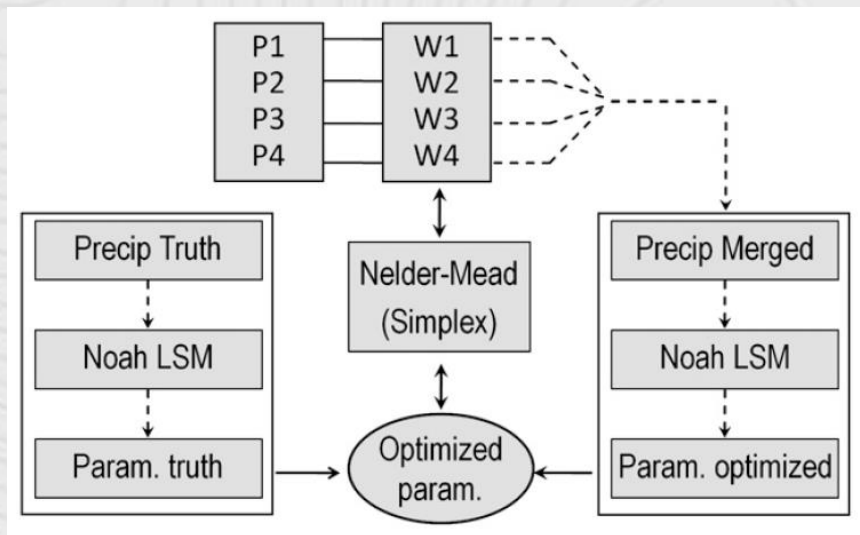 P1
P2
P3
P4
W1
W2
W3
W4
Precip Truth
Noah LSM
Param. truth
Nelder-Mead
(Simplex)
Optimized
param.
Precip Merged
Noah LSM
Param. optimized